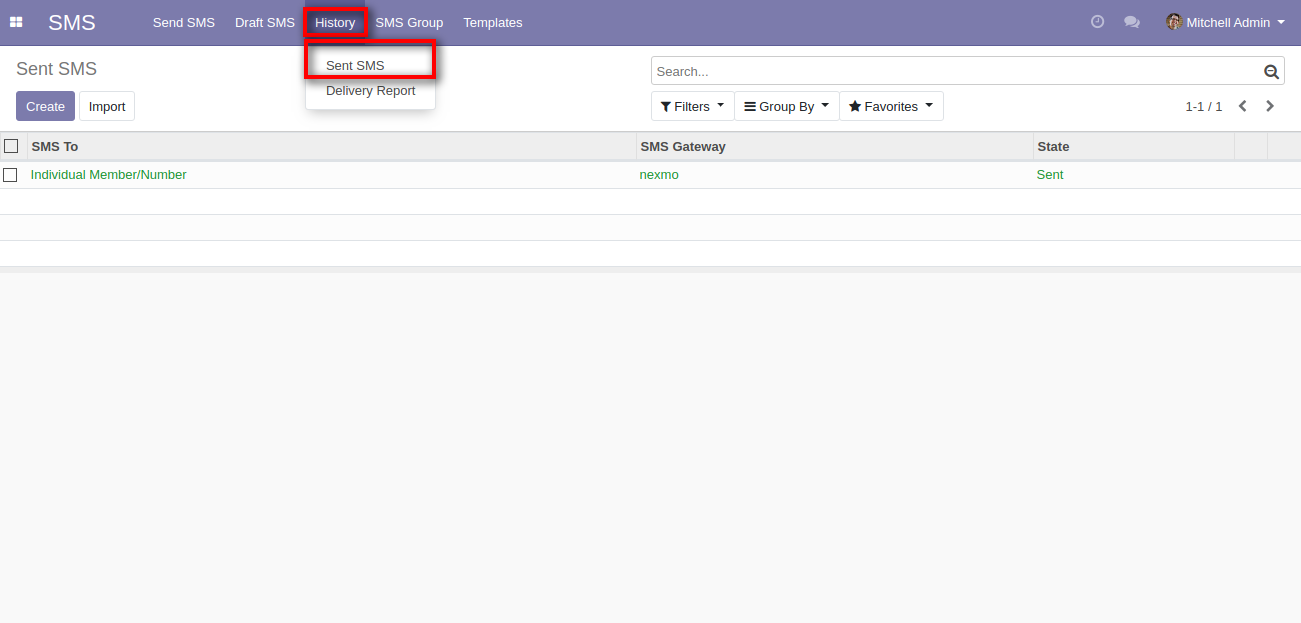 SMS Send SMS Draft SMS History SMS Group Templates Mitchell Admin
Sent SMS
Sent SMS
Search...
Delivery Report
Create Import Filters Group By Favorites 1-1 / 1
SMS To SMS Gateway State
Individual Member/Number nexmo Sent